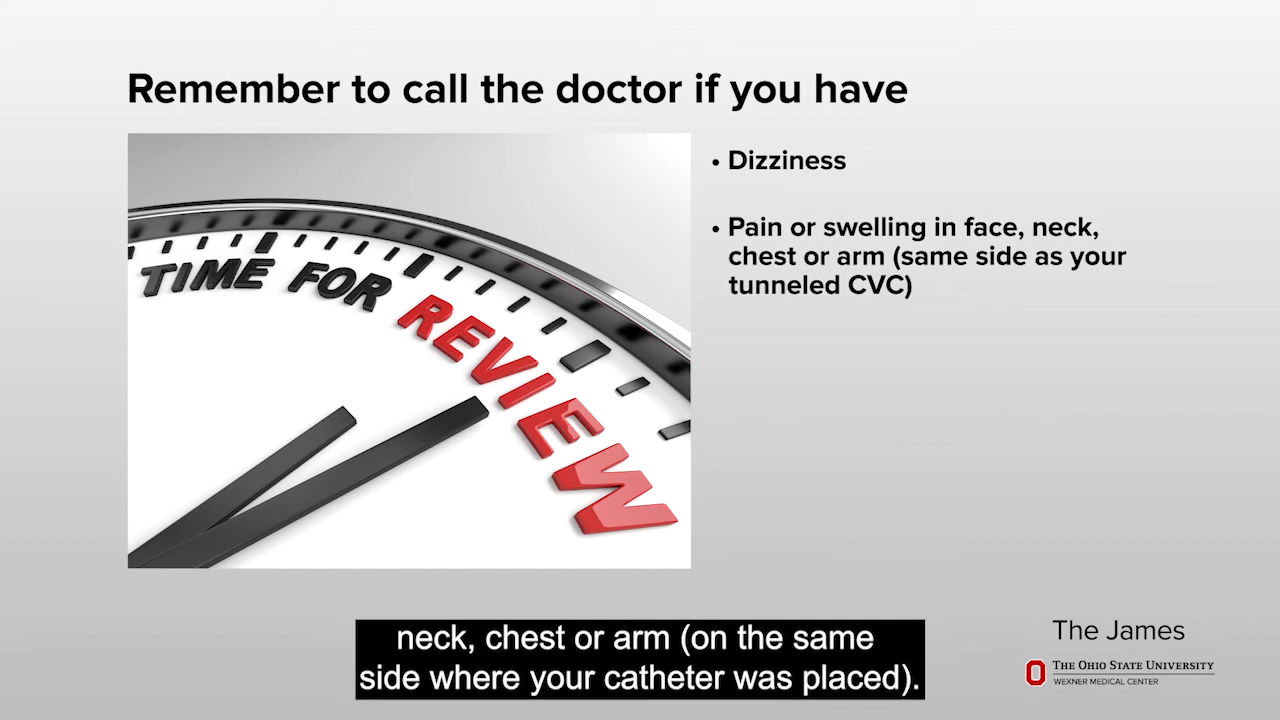 Remember to call the doctor if you have
• Dizziness
• Pain or swelling in face, neck,
chest or arm (same side as your
tunneled CVC)
TIME FOR REVIEW
neck, chest or arm (on the same
side where your catheter was placed).
The James
THE OHIO STATE UNIVERSITY
WEXNER MEDICAL CENTER